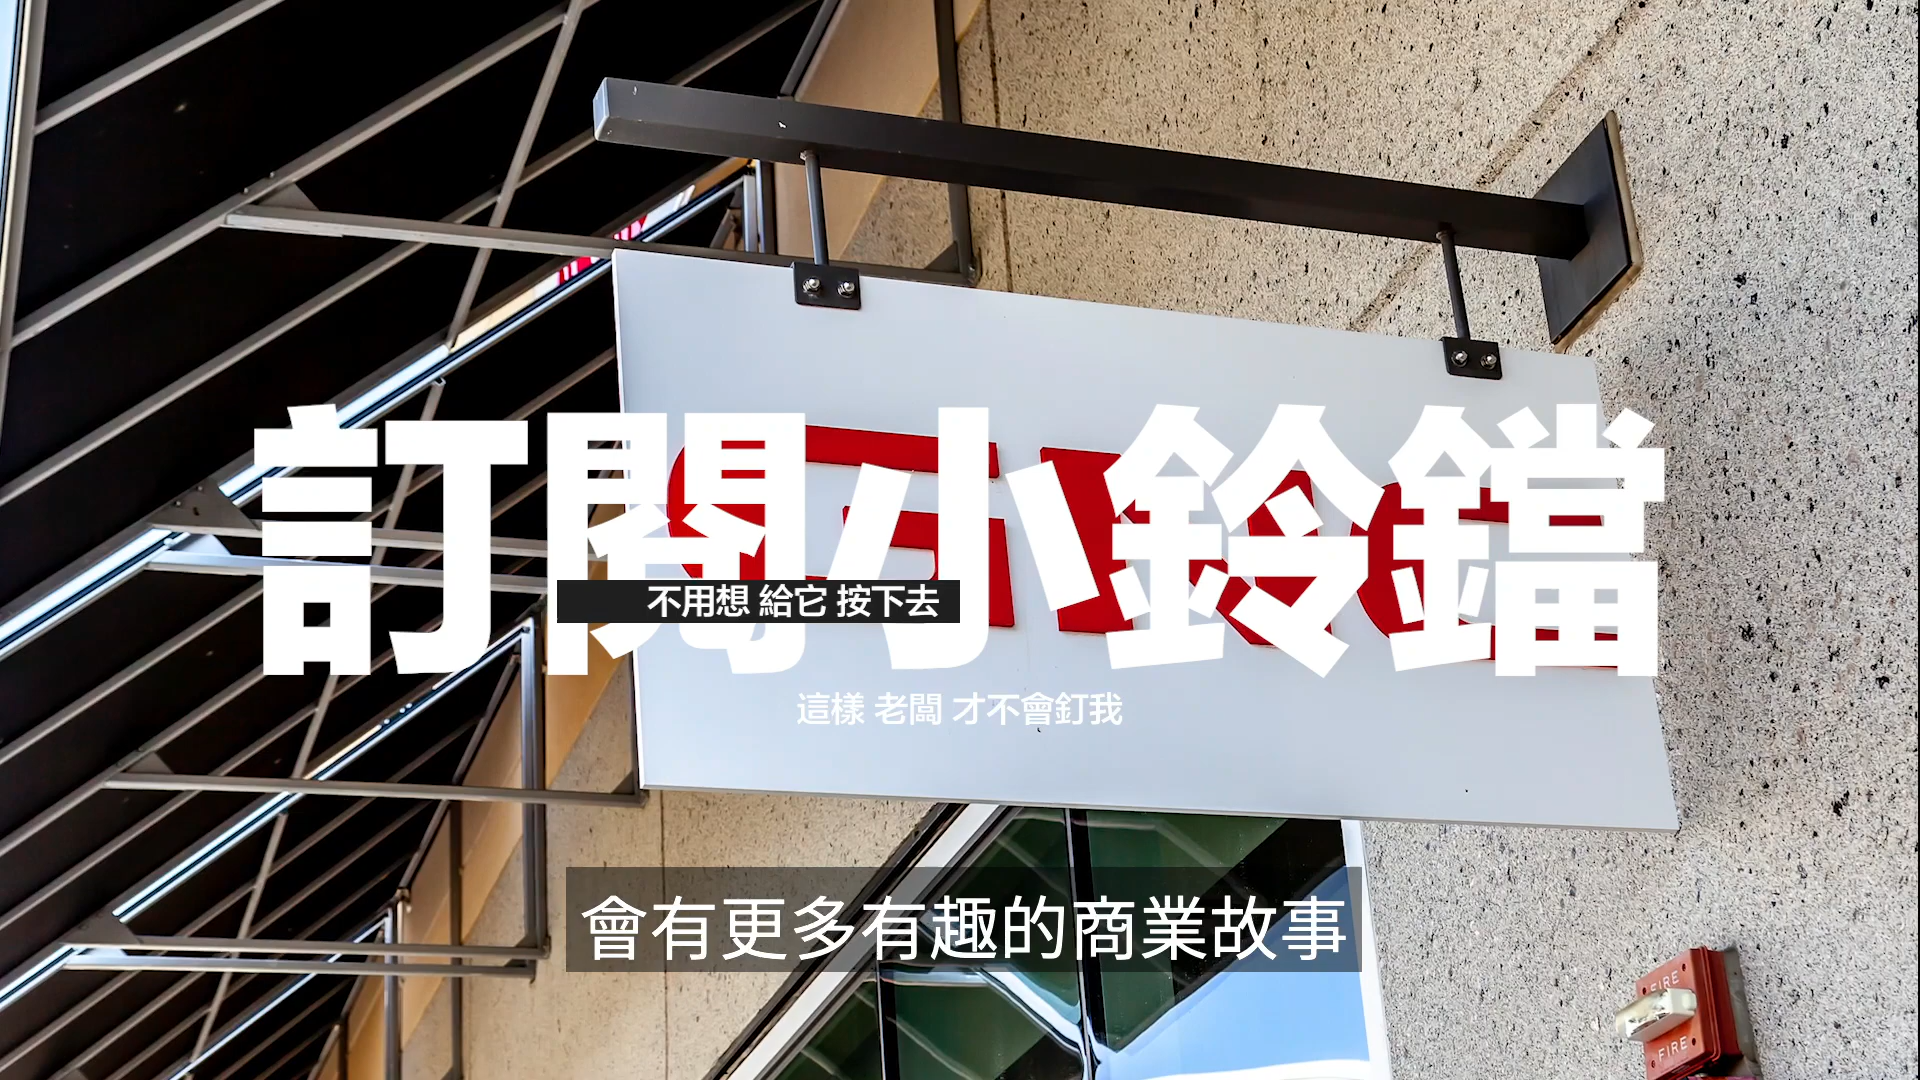 訂閱小鈴鐺
不用想 給它 按下去
這樣 老闆 才不會釘我
會有更多有趣的商業故事
FIRE
FIRE